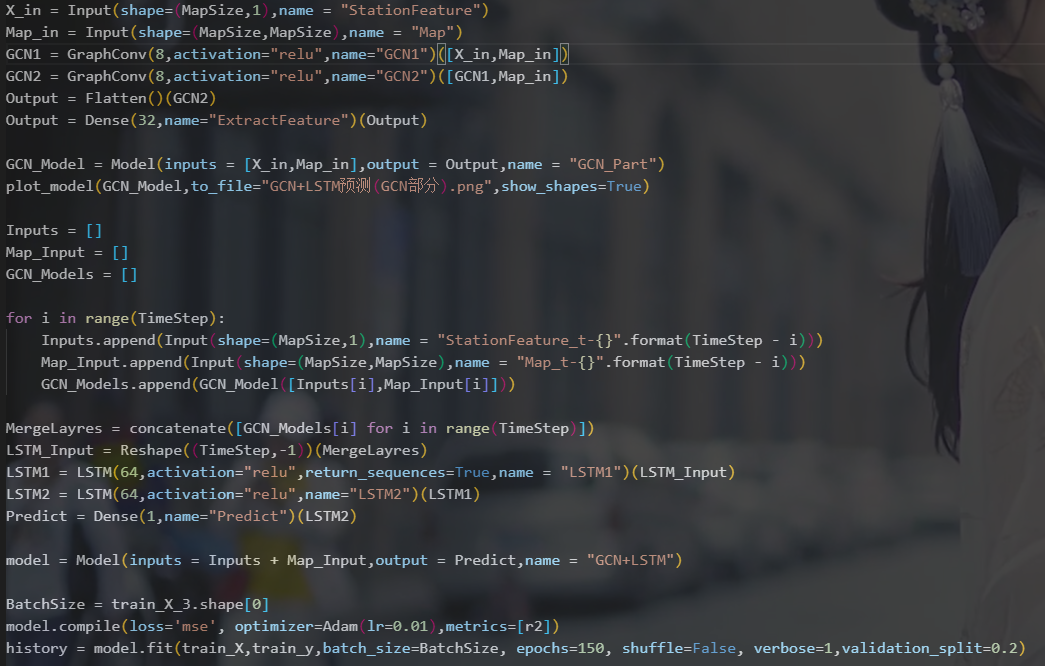 X_in = Input(shape=(MapSize,1),name = "StationFeature")
Map_in = Input(shape=(MapSize,MapSize),name = "Map")
GCN1 = GraphConv(8,activation="relu",name="GCN1")([X_in,Map_in])
GCN2 = GraphConv(8,activation="relu",name="GCN2")([GCN1,Map_in])
Output = Flatten()(GCN2)
Output = Dense(32,name="ExtractFeature")(Output)
GCN_Model = Model(inputs = [X_in,Map_in],output = Output,name = "GCN_Part")
plot_model(GCN_Model,to_file="GCN+LSTM预测(GCN部分).png",show_shapes=True)
Inputs = []
Map_Input = []
GCN_Models = []
for i in range(TimeStep):
    Inputs.append(Input(shape=(MapSize,1),name = "StationFeature_t-{}".format(TimeStep - i)))
    Map_Input.append(Input(shape=(MapSize,MapSize),name = "Map_t-{}".format(TimeStep - i)))
    GCN_Models.append(GCN_Model([Inputs[i],Map_Input[i]]))
MergeLayres = concatenate([GCN_Models[i] for i in range(TimeStep)])
LSTM_Input = Reshape((TimeStep,-1))(MergeLayres)
LSTM1 = LSTM(64,activation="relu",return_sequences=True,name = "LSTM1")(LSTM_Input)
LSTM2 = LSTM(64,activation="relu",name="LSTM2")(LSTM1)
Predict = Dense(1,name="Predict")(LSTM2)
model = Model(inputs = Inputs + Map_Input,output = Predict,name = "GCN+LSTM")
BatchSize = train_X_3.shape[0]
model.compile(loss='mse', optimizer=Adam(lr=0.01),metrics=[r2])
history = model.fit(train_X,train_y,batch_size=BatchSize, epochs=150, shuffle=False, verbose=1,validation_split=0.2)